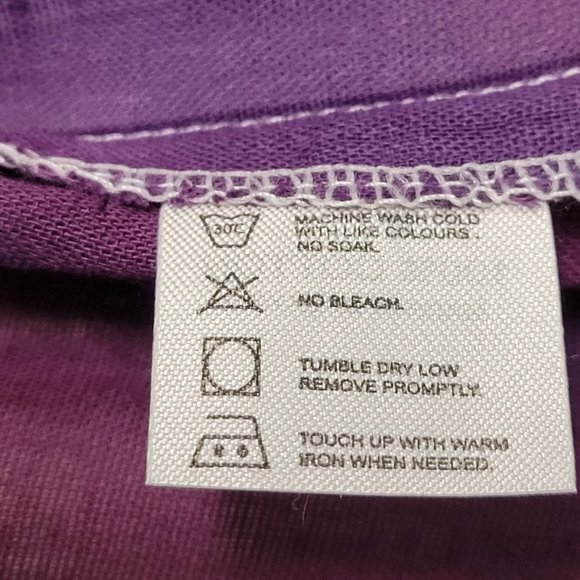 30°C
MACHINE WASH COLD
WITH LIKE COLOURS.
NO SOAK.
NO BLEACH.
TUMBLE DRY LOW
REMOVE PROMPTLY.
TOUCH UP WITH WARM
IRON WHEN NEEDED.